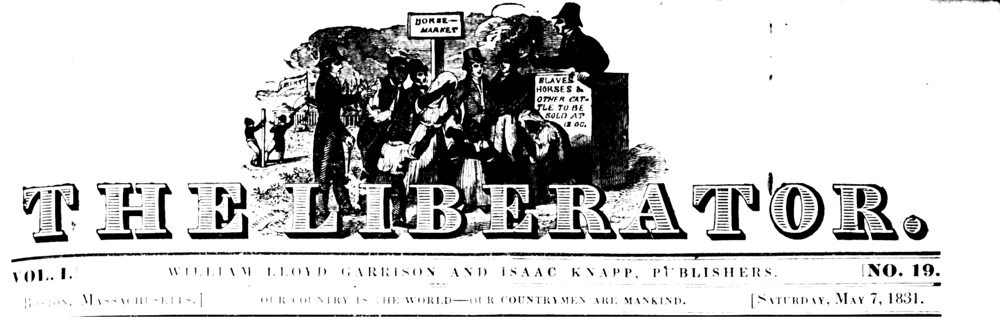 HORSE—
MARKET
LIBERTY
SLAVES
HORSES &
OTHER CAT-
TLE TO BE
SOLD AT
12 OC.
THE LIBERATOR.
VOL. I.] WILLIAM LLOYD GARRISON AND ISAAC KNAPP, PUBLISHERS. [NO. 19.
BOSTON, MASSACHUSETTS.] OUR COUNTRY IS THE WORLD—OUR COUNTRYMEN ARE MANKIND. [SATURDAY, MAY 7, 1831.